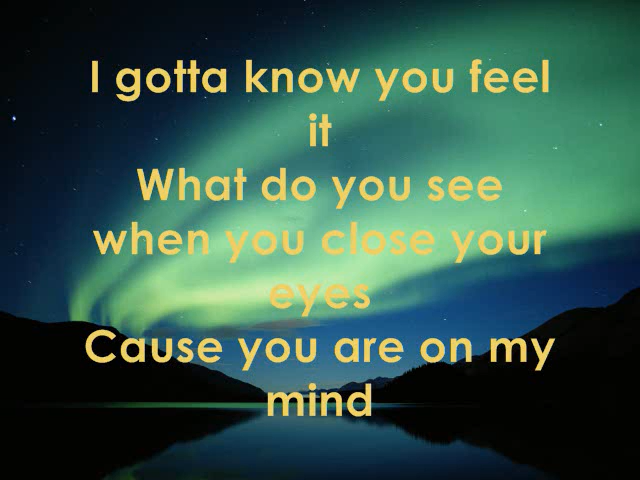 I gotta know you feel
it
What do you see
when you close your
eyes
Cause you are on my
mind